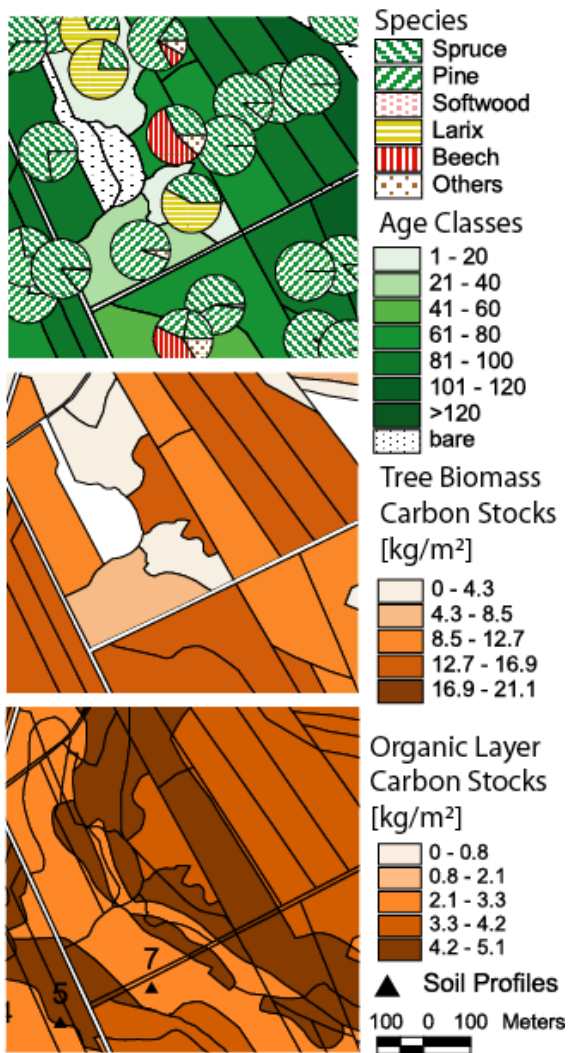 Species
Spruce
Pine
Softwood
Larix
Beech
Others
Age Classes
1 - 20
21 - 40
41 - 60
61 - 80
81 - 100
101 - 120
>120
bare
Tree Biomass
Carbon Stocks
[kg/m²]
0 - 4.3
4.3 - 8.5
8.5 - 12.7
12.7 - 16.9
16.9 - 21.1
Organic Layer
Carbon Stocks
[kg/m²]
0 - 0.8
0.8 - 2.1
2.1 - 3.3
3.3 - 4.2
4.2 - 5.1
7
5
Soil Profiles
100 0 100 Meters